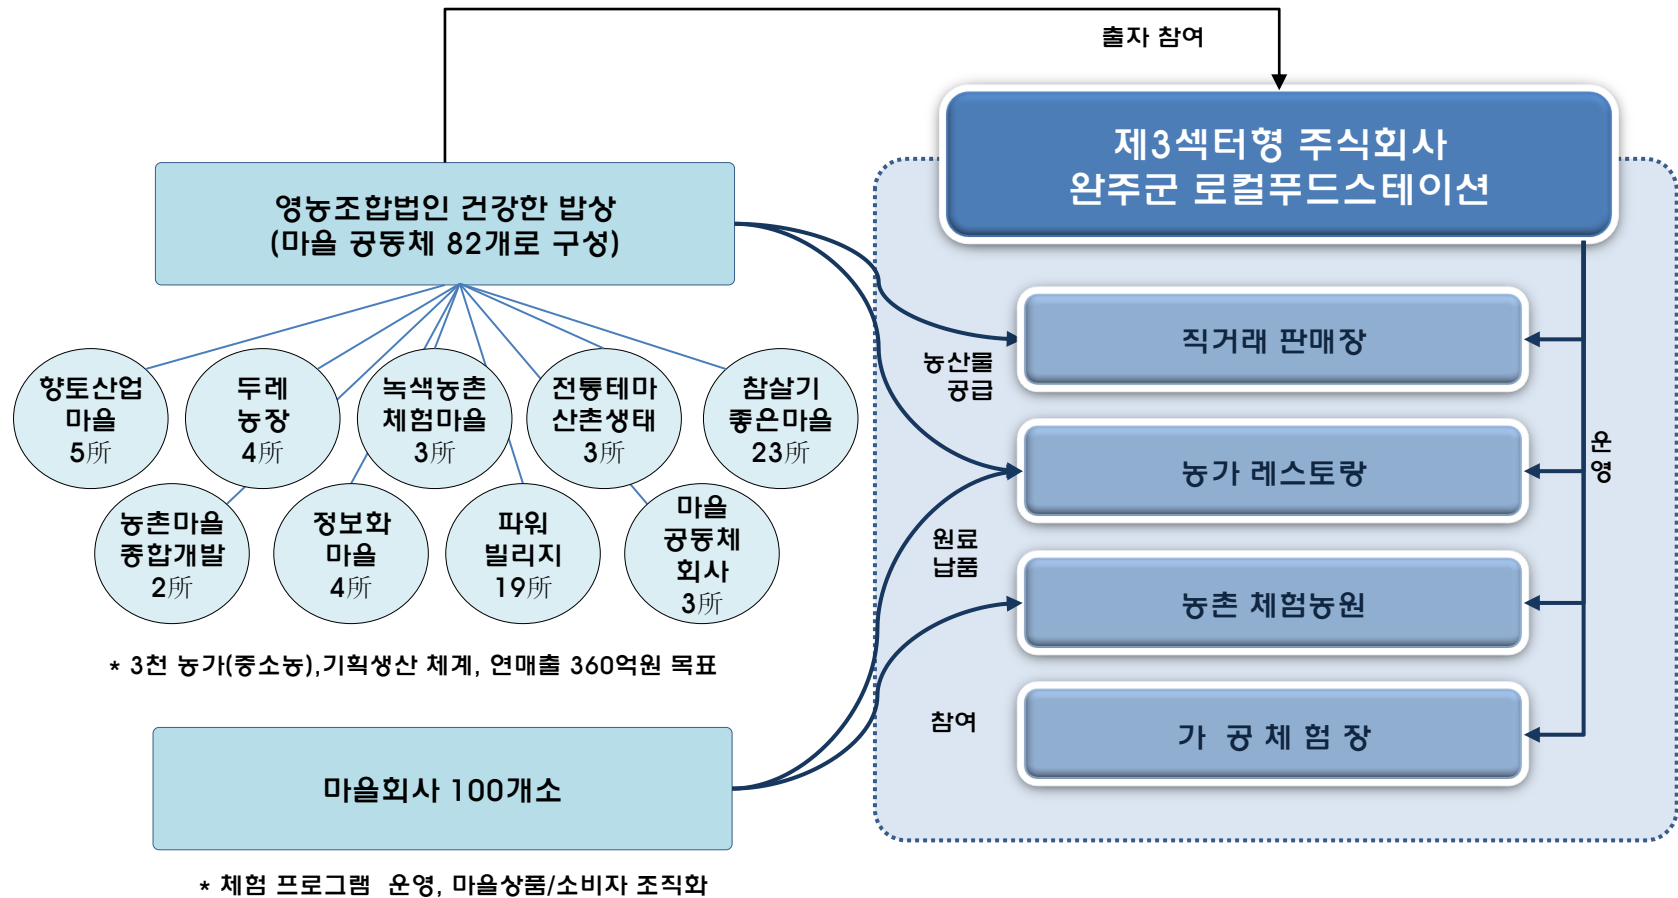 출자 참여
제3섹터형 주식회사
완주군 로컬푸드스테이션
영농조합법인 건강한 밥상
(마을 공동체 82개로 구성)
향토산업
마을
5所
두레
농장
4所
녹색농촌
체험마을
3所
전통테마
산촌생태
3所
참살기
좋은마을
23所
농촌마을
종합개발
2所
정보화
마을
4所
파워
빌리지
19所
마을
공동체
회사
3所
* 3천 농가(중소농),기획생산 체계, 연매출 360억원 목표
마을회사 100개소
* 체험 프로그램  운영, 마을상품/소비자 조직화
농산물
공급
원료
납품
참여
직거래 판매장
농가 레스토랑
농촌 체험농원
가 공 체 험 장
운
영